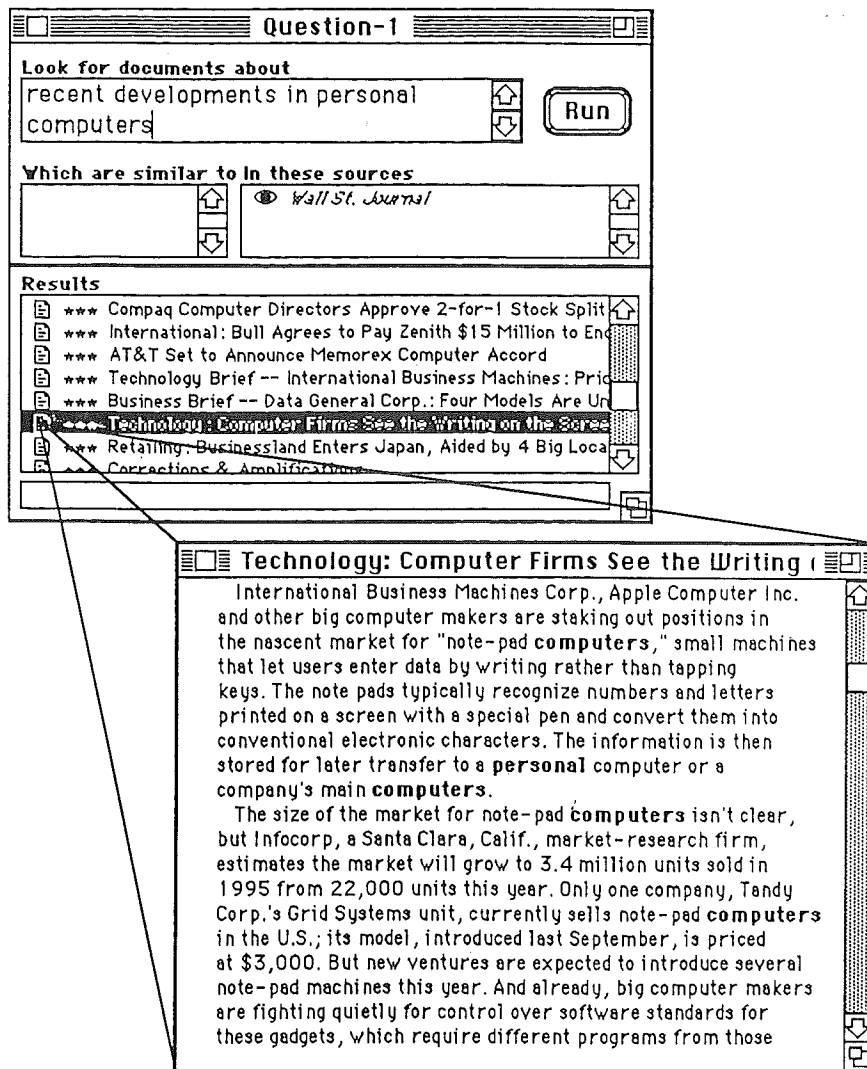 Question-1
Look for documents about
recent developments in personal
computers
Run
Which are similar to In these sources
Wall St. Journal
Results
*** Compaq Computer Directors Approve 2-for-1 Stock Split
*** International: Bull Agrees to Pay Zenith $15 Million to End
*** AT&T Set to Announce Memorex Computer Accord
*** Technology Brief -- International Business Machines: Pric
*** Business Brief -- Data General Corp.: Four Models Are Un
*** Technology: Computer Firms See the Writing on the Scree
*** Retailing: Businessland Enters Japan, Aided by 4 Big Loca
*** Corrections & Amplifications
Technology: Computer Firms See the Writing (
International Business Machines Corp., Apple Computer Inc.
and other big computer makers are staking out positions in
the nascent market for "note-pad computers," small machines
that let users enter data by writing rather than tapping
keys. The note pads typically recognize numbers and letters
printed on a screen with a special pen and convert them into
conventional electronic characters. The information is then
stored for later transfer to a personal computer or a
company's main computers.
The size of the market for note-pad computers isn't clear,
but Infocorp, a Santa Clara, Calif., market-research firm,
estimates the market will grow to 3.4 million units sold in
1995 from 22,000 units this year. Only one company, Tandy
Corp.'s Grid Systems unit, currently sells note-pad computers
in the U.S.; its model, introduced last September, is priced
at $3,000. But new ventures are expected to introduce several
note-pad machines this year. And already, big computer makers
are fighting quietly for control over software standards for
these gadgets, which require different programs from those